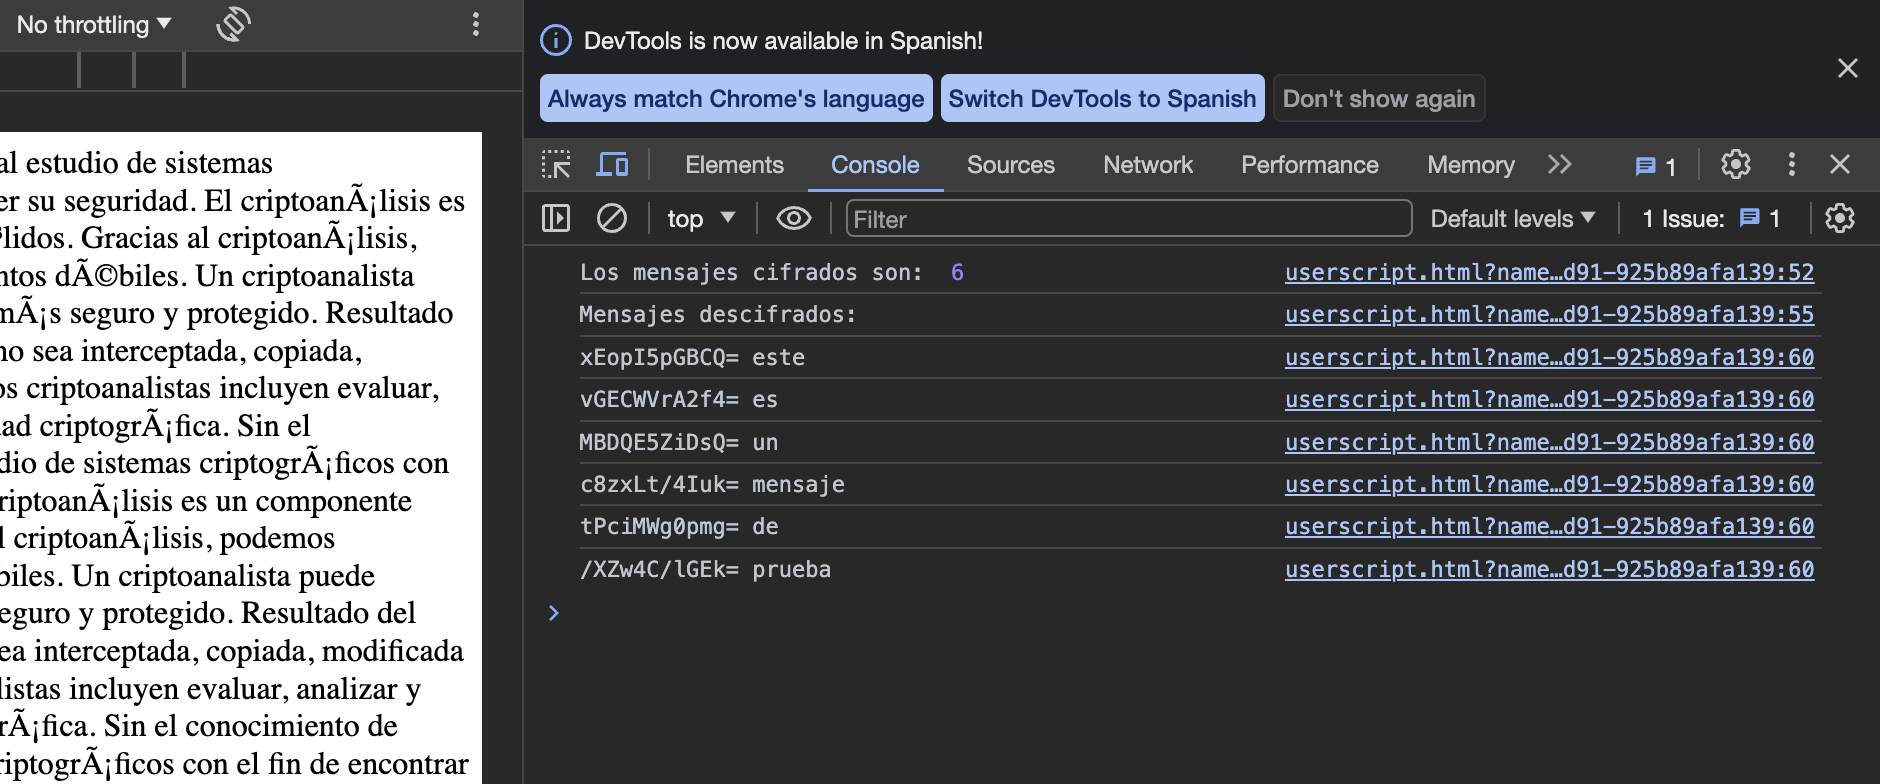 No throttling
al estudio de sistemas
er su seguridad. El criptoanÃ¡lisis es
lidos. Gracias al criptoanÃ¡lisis,
ntos dÃ©biles. Un criptoanalista
mÃ¡s seguro y protegido. Resultado
no sea interceptada, copiada,
os criptoanalistas incluyen evaluar,
ad criptogrÃ¡fica. Sin el
dio de sistemas criptogrÃ¡ficos con
riptoanÃ¡lisis es un componente
l criptoanÃ¡lisis, podemos
biles. Un criptoanalista puede
eguro y protegido. Resultado del
ea interceptada, copiada, modificada
listas incluyen evaluar, analizar y
rÃ¡fica. Sin el conocimiento de
riptogrÃ¡ficos con el fin de encontrar
DevTools is now available in Spanish!
Always match Chrome's language Switch DevTools to Spanish Don't show again
Elements Console Sources Network Performance Memory 1
top Filter Default levels 1 Issue: 1
Los mensajes cifrados son: 6 userscript.html?name…d91-925b89afa139:52
Mensajes descifrados: userscript.html?name…d91-925b89afa139:55
xEopI5pGBCQ= este userscript.html?name…d91-925b89afa139:60
vGECWVrA2f4= es userscript.html?name…d91-925b89afa139:60
MBDQE5ZiDsQ= un userscript.html?name…d91-925b89afa139:60
c8zxLt/4Iuk= mensaje userscript.html?name…d91-925b89afa139:60
tPciMWg0pmg= de userscript.html?name…d91-925b89afa139:60
/XZw4C/lGEk= prueba userscript.html?name…d91-925b89afa139:60